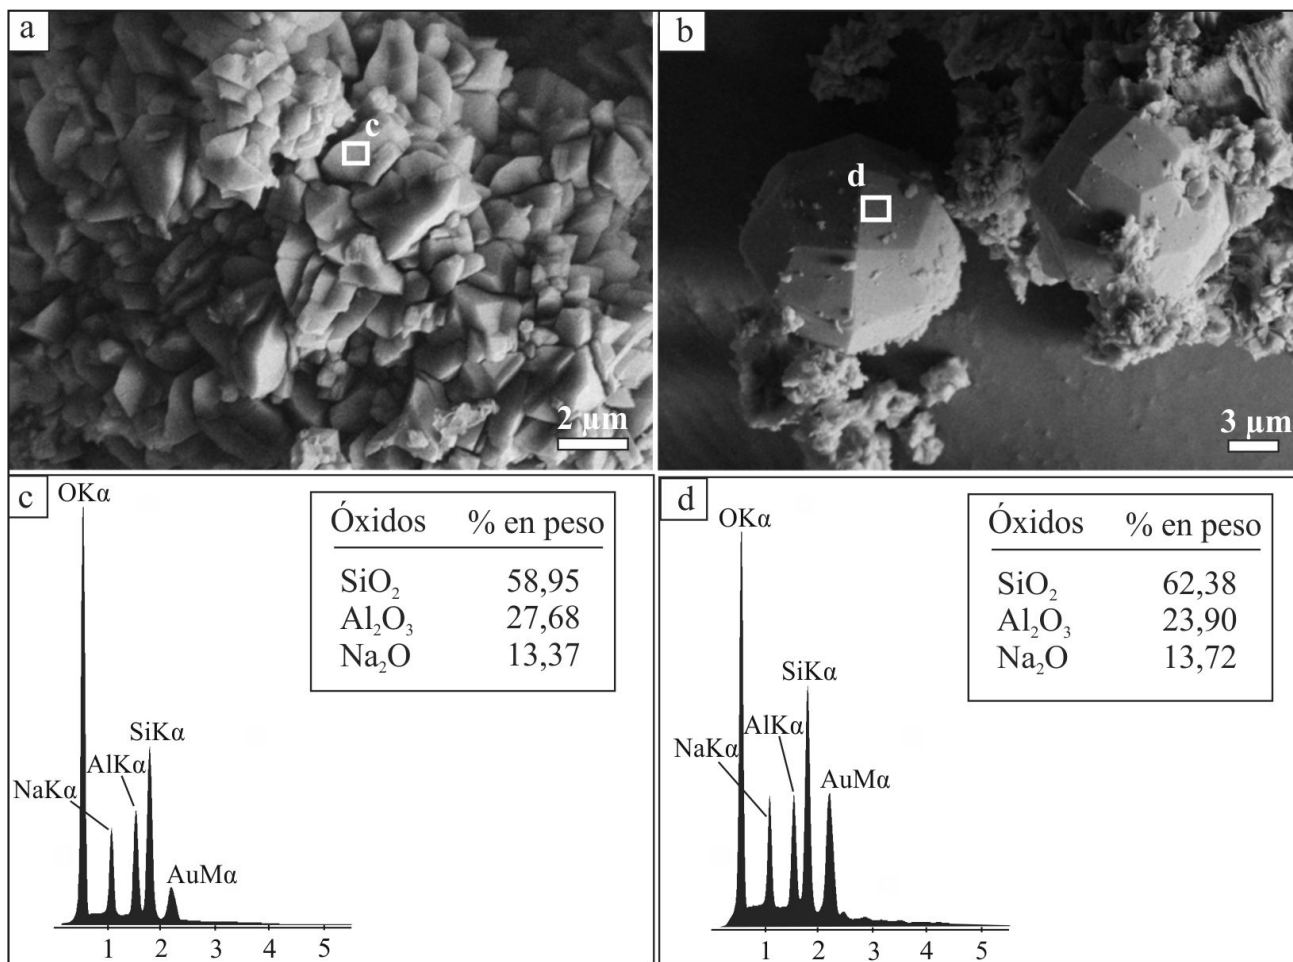 a
c
2 µm
b
d
3 µm
c
OKα
NaKα
AlKα
SiKα
AuMα
1 2 3 4 5
Óxidos % en peso
SiO₂ 58,95
Al₂O₃ 27,68
Na₂O 13,37
d
OKα
NaKα
AlKα
SiKα
AuMα
1 2 3 4 5
Óxidos % en peso
SiO₂ 62,38
Al₂O₃ 23,90
Na₂O 13,72